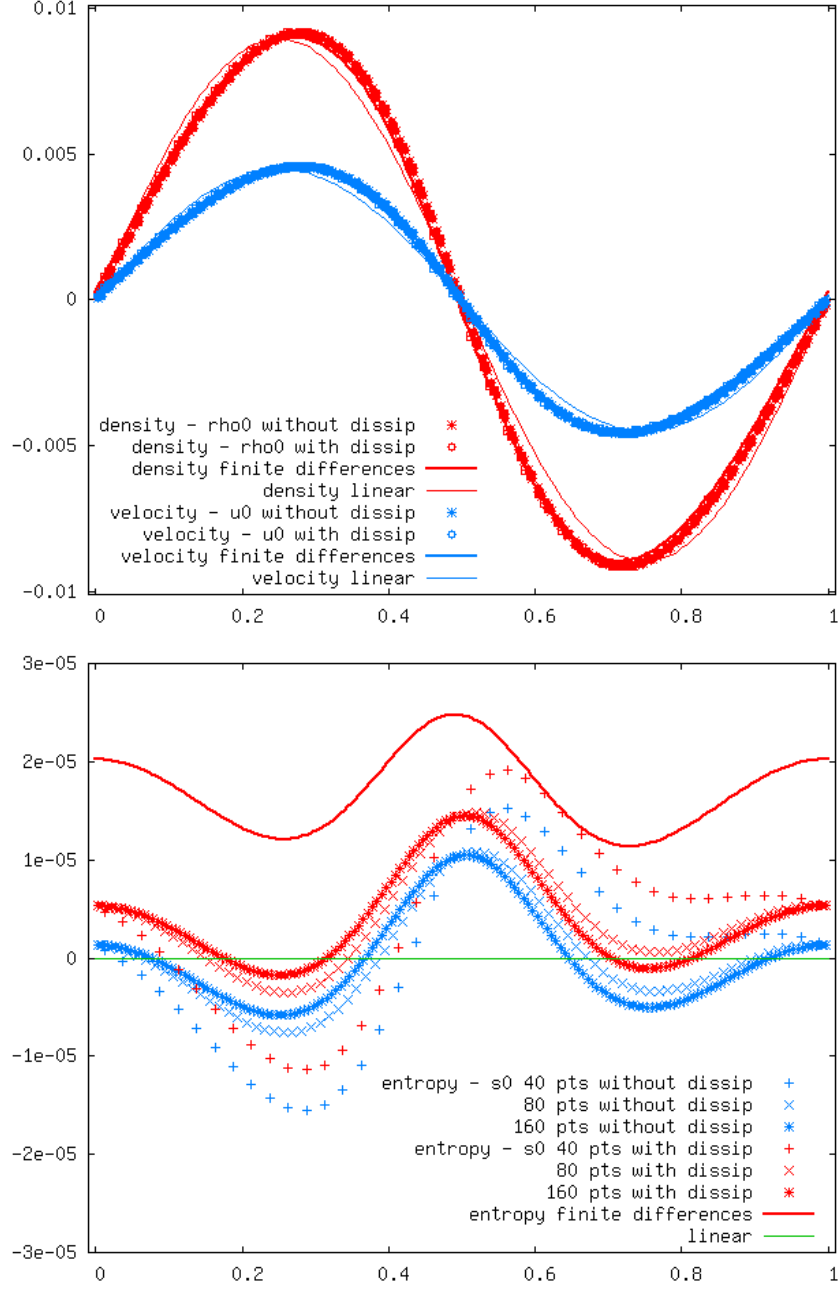 0.01
0.005
0
-0.005
-0.01
density - rho0 without dissip
density - rho0 with dissip
density finite differences
density linear
velocity - u0 without dissip
velocity - u0 with dissip
velocity finite differences
velocity linear
0 0.2 0.4 0.6 0.8 1
3e-05
2e-05
1e-05
0
-1e-05
-2e-05
-3e-05
entropy - s0 40 pts without dissip
80 pts without dissip
160 pts without dissip
entropy - s0 40 pts with dissip
80 pts with dissip
160 pts with dissip
entropy finite differences
linear
0 0.2 0.4 0.6 0.8 1